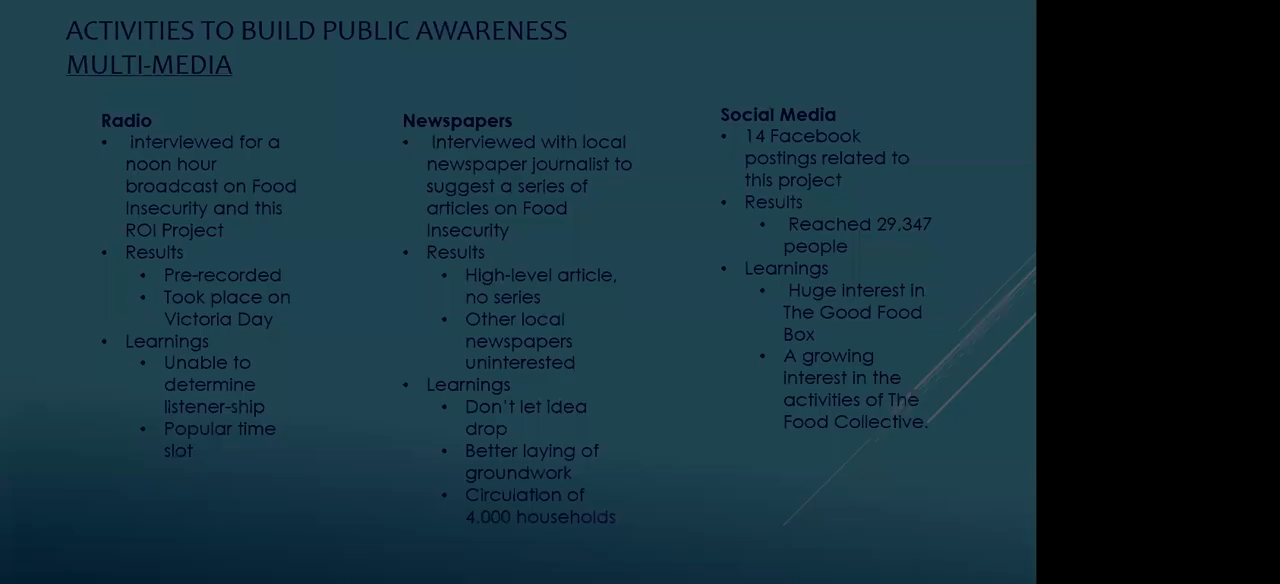 ACTIVITIES TO BUILD PUBLIC AWARENESS
MULTI-MEDIA
Radio
• Interviewed for a
noon hour
broadcast on Food
Insecurity and this
ROI Project
• Results
• Pre-recorded
• Took place on
Victoria Day
• Learnings
• Unable to
determine
listener-ship
• Popular time
slot
Newspapers
• Interviewed with local
newspaper journalist to
suggest a series of
articles on Food
Insecurity
• Results
• High-level article,
no series
• Other local
newspapers
uninterested
• Learnings
• Don't let idea
drop
• Better laying of
groundwork
• Circulation of
4,000 households
Social Media
• 14 Facebook
postings related to
this project
• Results
• Reached 29,347
people
• Learnings
• Huge interest in
The Good Food
Box
• A growing
interest in the
activities of The
Food Collective.